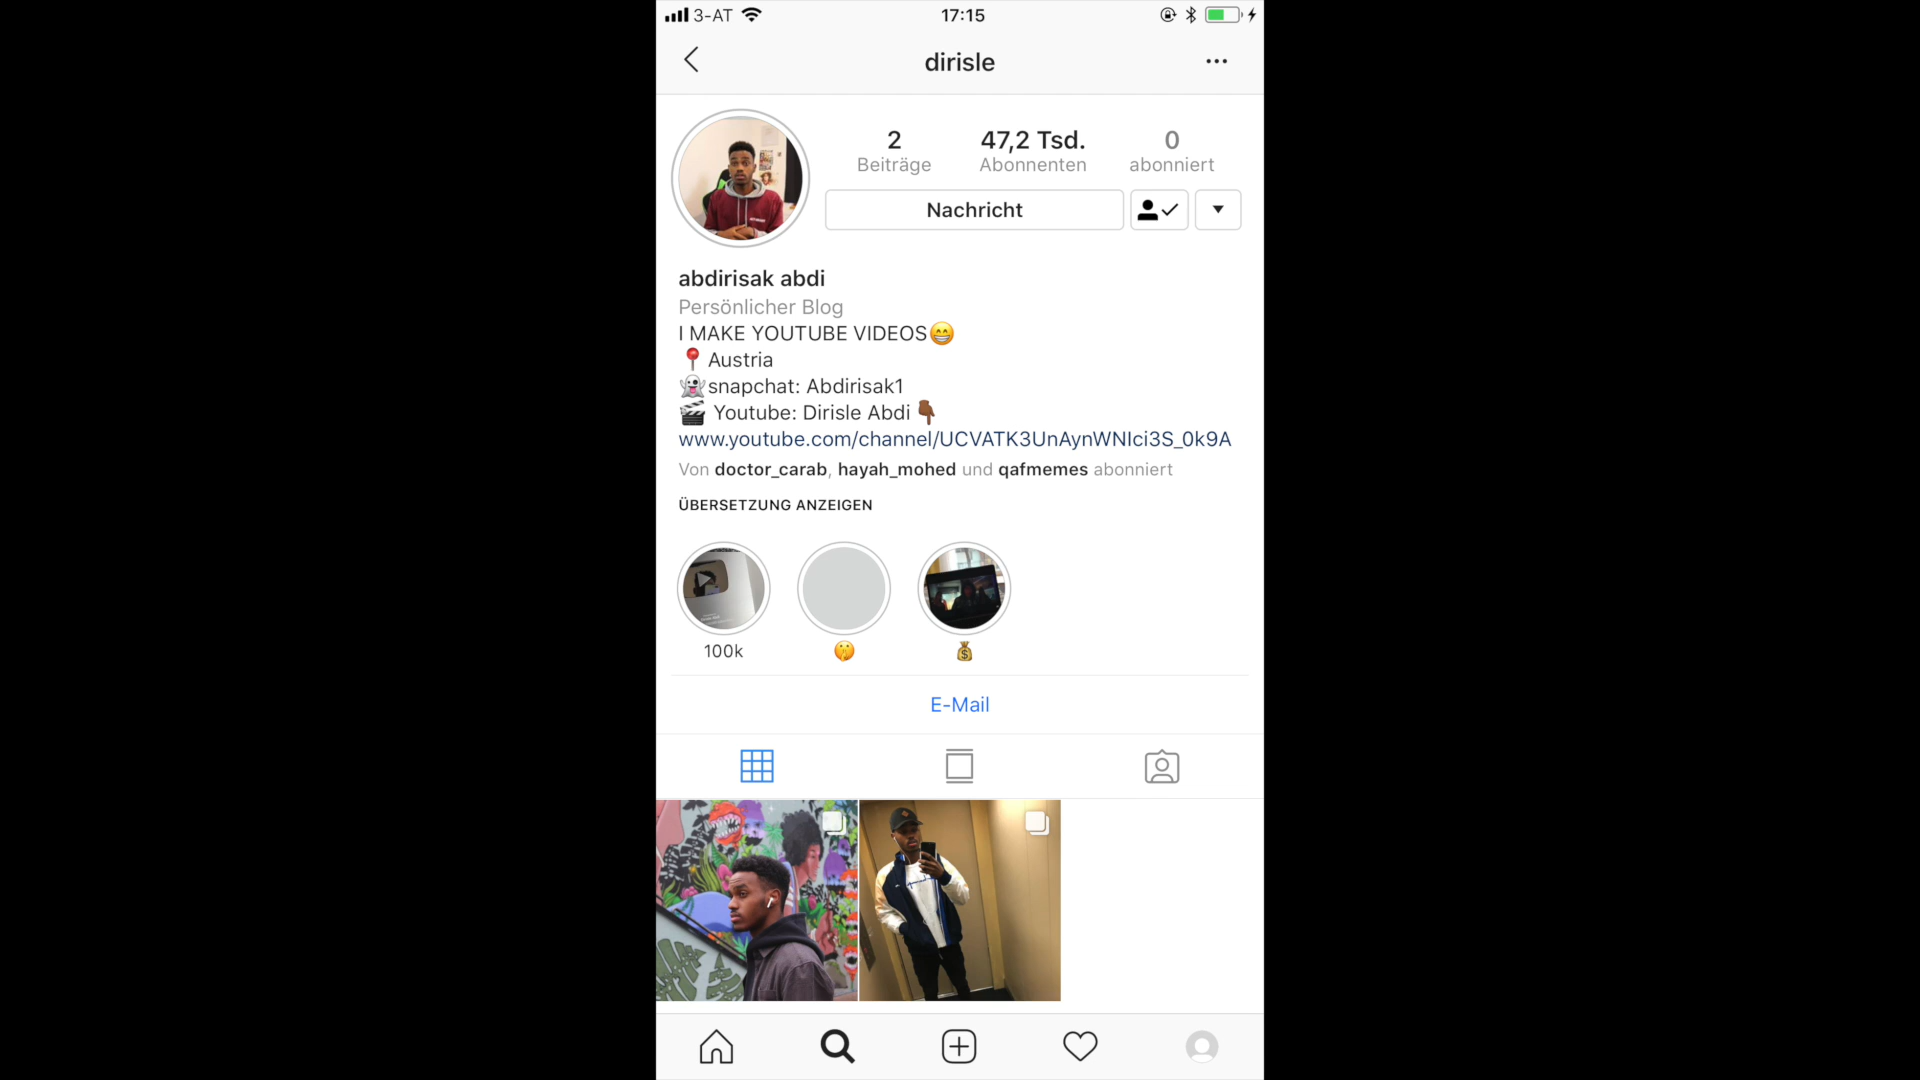 3-AT 17:15
dirisle
2 47,2 Tsd. 0
Beiträge Abonnenten abonniert
Nachricht
abdirisak abdi
Persönlicher Blog
I MAKE YOUTUBE VIDEOS😁
📍 Austria
👻snapchat: Abdirisak1
🎬 Youtube: Dirisle Abdi 👇🏾
www.youtube.com/channel/UCVATK3UnAynWNIci3S_0k9A
Von doctor_carab, hayah_mohed und qafmemes abonniert
ÜBERSETZUNG ANZEIGEN
100k 🤫 💰
E-Mail